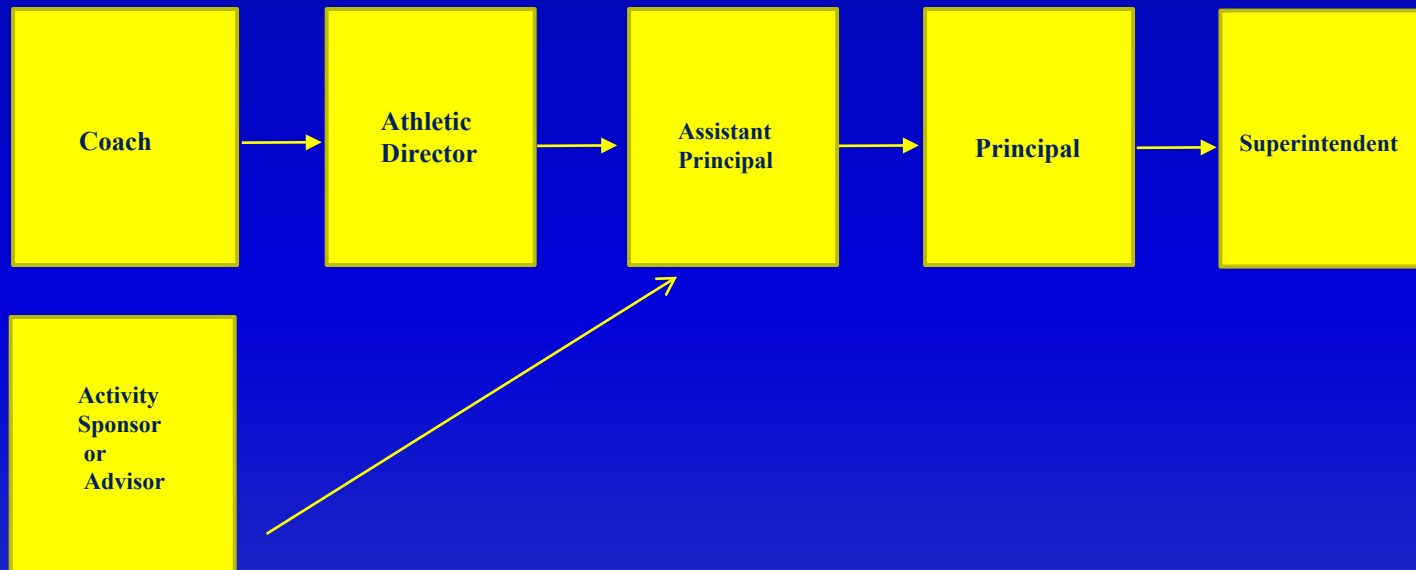 Coach
Athletic
Director
Assistant
Principal
Principal
Superintendent
Activity
Sponsor
or
Advisor